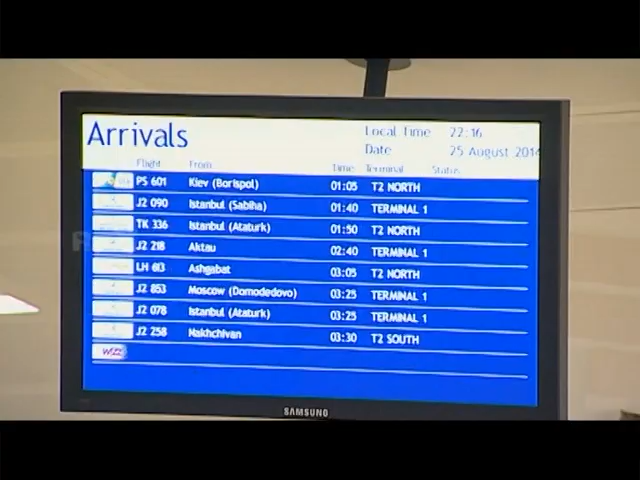 Arrivals
Local Time 22:16
Date 25 August 2014
Flight From Time Terminal Status
PS 601 Kiev (Borispol) 01:05 T2 NORTH
J2 090 Istanbul (Sabiha) 01:40 TERMINAL 1
TK 336 Istanbul (Ataturk) 01:50 T2 NORTH
J2 218 Aktau 02:40 TERMINAL 1
LH 613 Ashgabat 03:05 T2 NORTH
J2 853 Moscow (Domodedovo) 03:25 TERMINAL 1
J2 078 Istanbul (Ataturk) 03:25 TERMINAL 1
J2 258 Nakhchivan 03:30 T2 SOUTH
Wizz
SAMSUNG